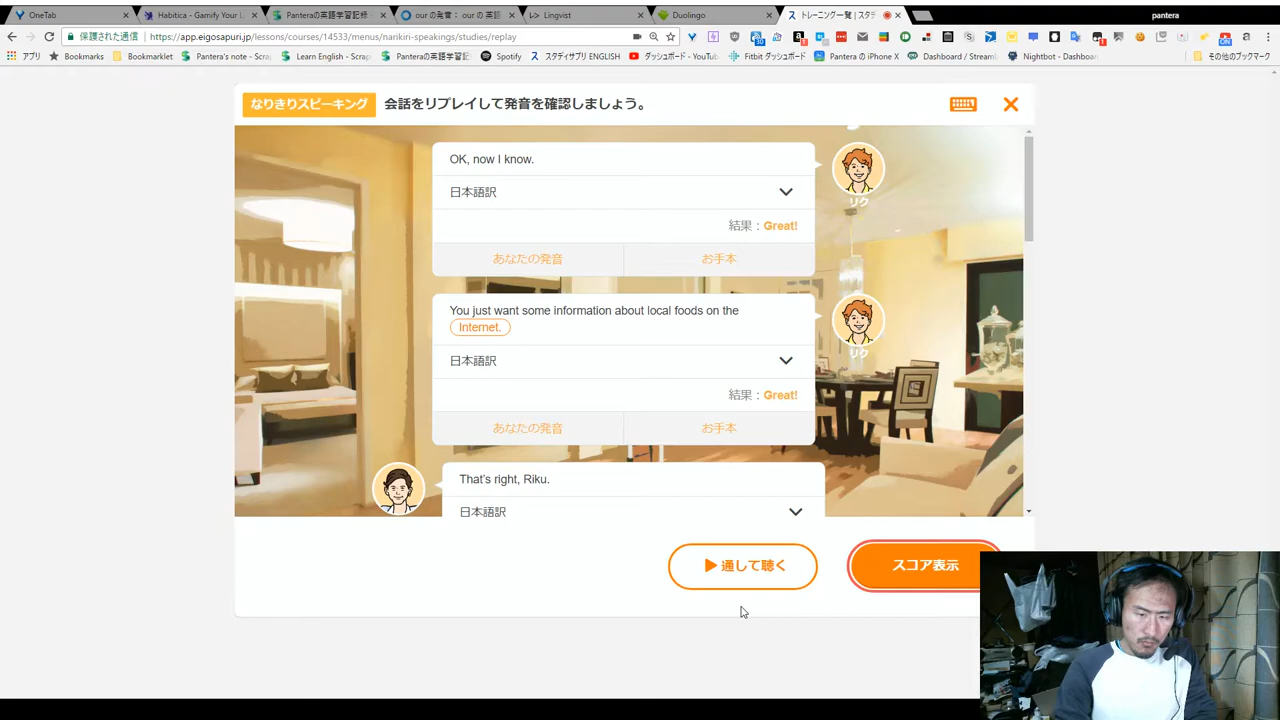 OneTab
Habitica - Gamify Your L
Panteraの英語学習記録
our の発音： our の 英語
Lingvist
Duolingo
トレーニング一覧 | スタデ
pantera
保護された通信
https://app.eigosapuri.jp/lessons/courses/14533/menus/narikiri-speakings/studies/replay
アプリ
Bookmark
Bookmarklet
Pantera's note - Scrap
Learn English - Scrap
Panteraの英語学習記
Spotify
スタディサプリ ENGLISH
ダッシュボード - YouTu
Fitbit ダッシュボード
Pantera の iPhone X
Dashboard / Stream
Nightbot - Dashboa
その他のブックマーク
なりきりスピーキング
会話をリプレイして発音を確認しましょう。
OK, now I know.
日本語訳
リク
結果：Great!
あなたの発音
お手本
You just want some information about local foods on the
Internet.
日本語訳
リク
結果：Great!
あなたの発音
お手本
That's right, Riku.
日本語訳
通して聴く
スコア表示